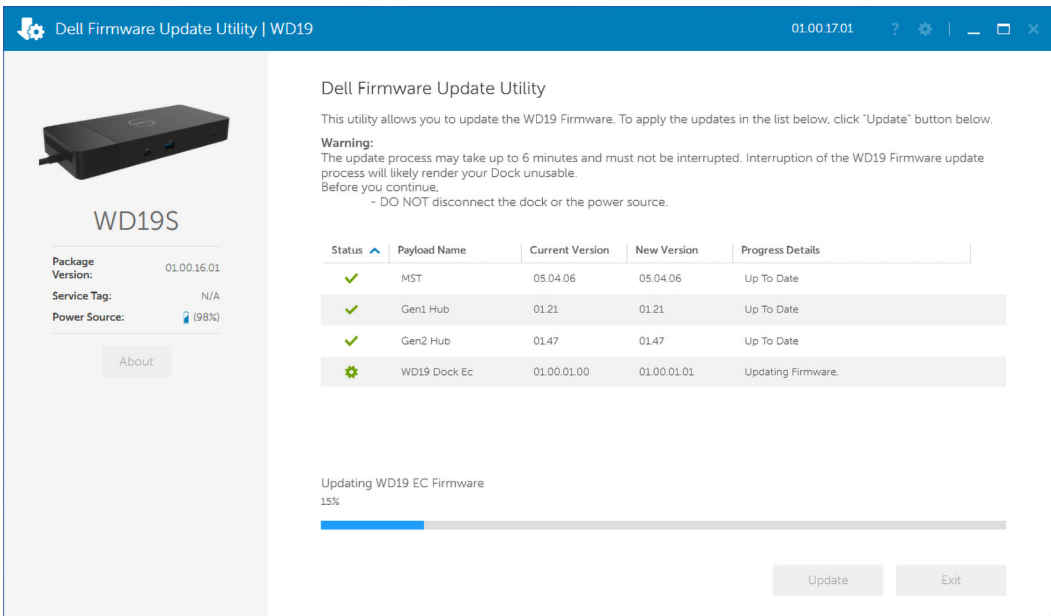 Dell Firmware Update Utility | WD19
01.00.17.01
?
Dell Firmware Update Utility
This utility allows you to update the WD19 Firmware. To apply the updates in the list below, click "Update" button below.
Warning:
The update process may take up to 6 minutes and must not be interrupted. Interruption of the WD19 Firmware update
process will likely render your Dock unusable.
Before you continue,
- DO NOT disconnect the dock or the power source.
WD19S
Package
Version:
01.00.16.01
Service Tag: N/A
Power Source: (98%)
About
Status Payload Name Current Version New Version Progress Details
MST 05.04.06 05.04.06 Up To Date
Gen1 Hub 01.21 01.21 Up To Date
Gen2 Hub 01.47 01.47 Up To Date
WD19 Dock Ec 01.00.01.00 01.00.01.01 Updating Firmware.
Updating WD19 EC Firmware
15%
Update Exit